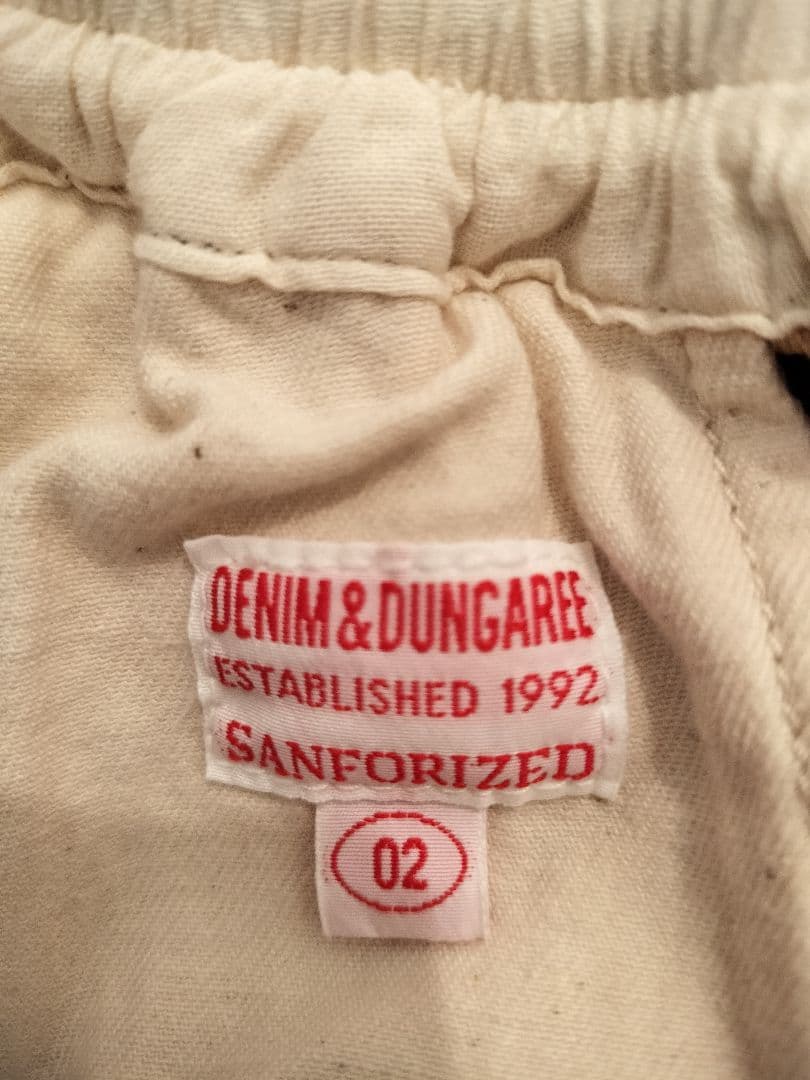 DENIM & DUNGAREE
ESTABLISHED 1992
SANFORIZED
02